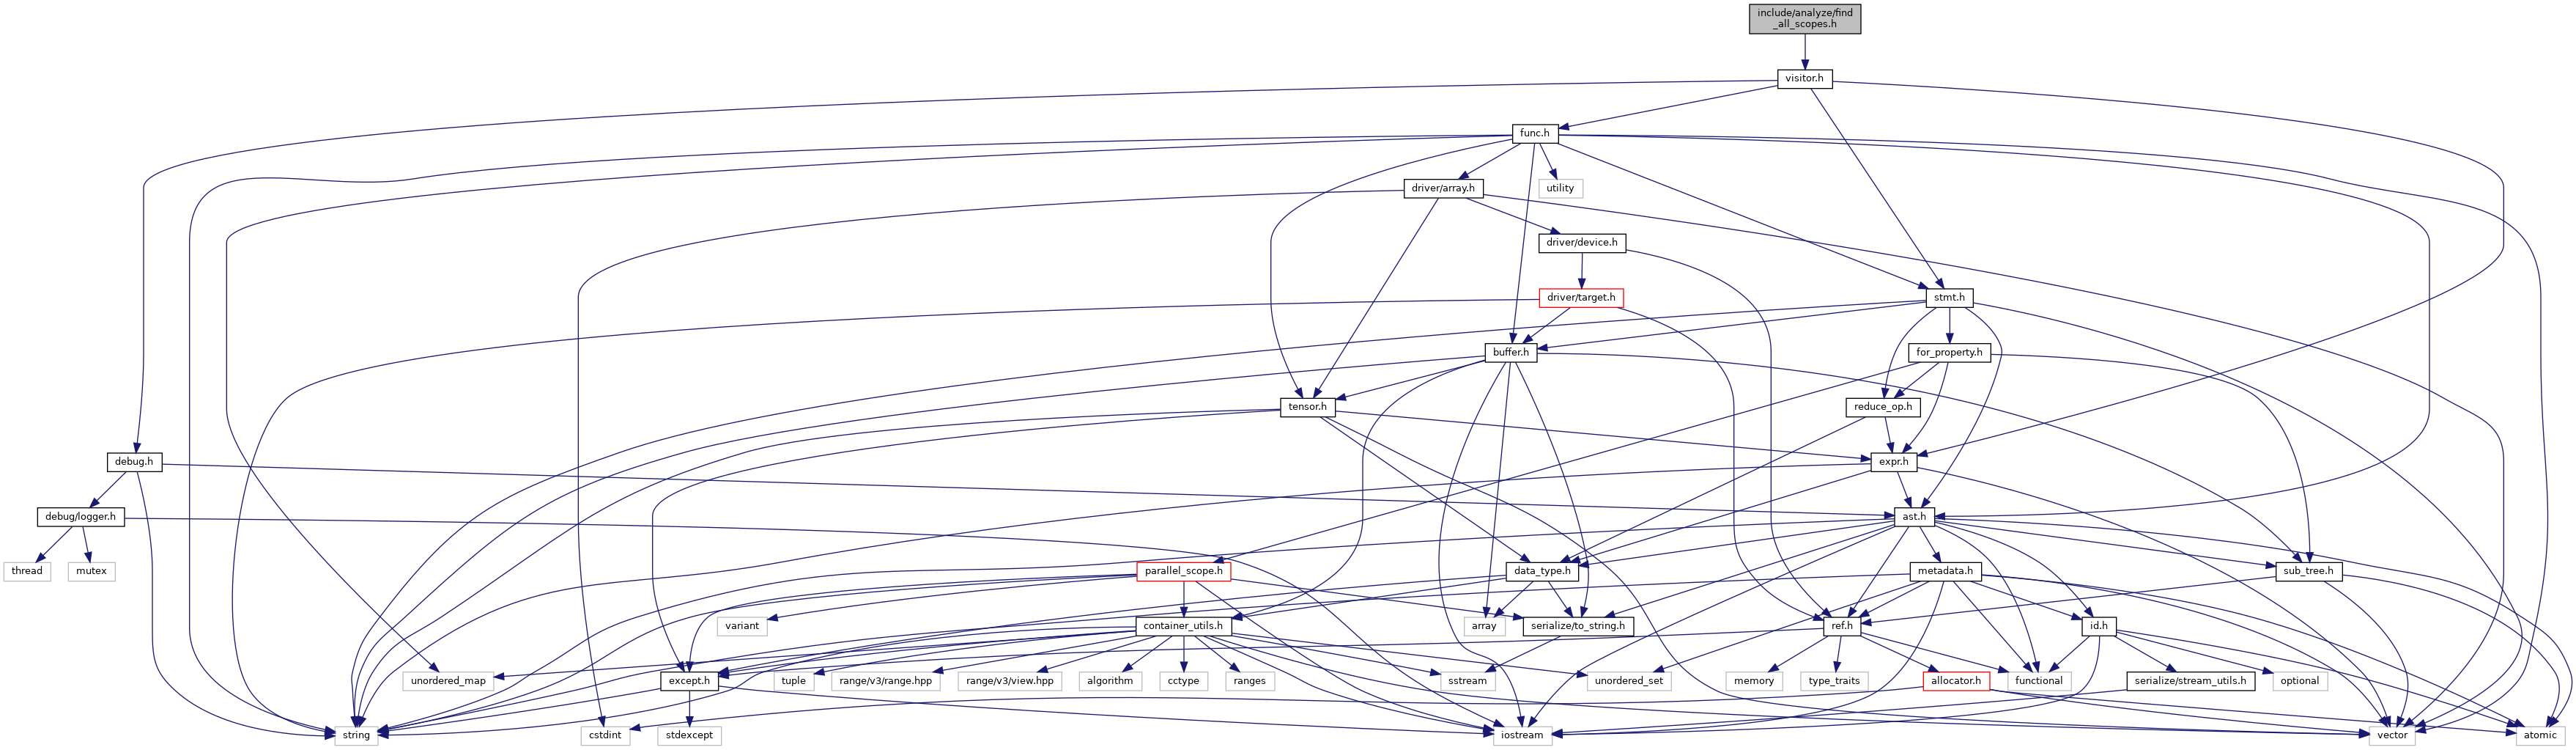 include/analyze/find
_all_scopes.h
visitor.h
func.h
driver/array.h
utility
driver/device.h
driver/target.h
stmt.h
buffer.h
for_property.h
tensor.h
reduce_op.h
debug.h
expr.h
debug/logger.h
ast.h
thread
mutex
parallel_scope.h
data_type.h
metadata.h
sub_tree.h
variant
container_utils.h
array
serialize/to_string.h
ref.h
id.h
unordered_map
except.h
tuple
range/v3/range.hpp
range/v3/view.hpp
algorithm
cctype
ranges
sstream
unordered_set
memory
type_traits
allocator.h
functional
serialize/stream_utils.h
optional
string
cstdint
stdexcept
iostream
vector
atomic